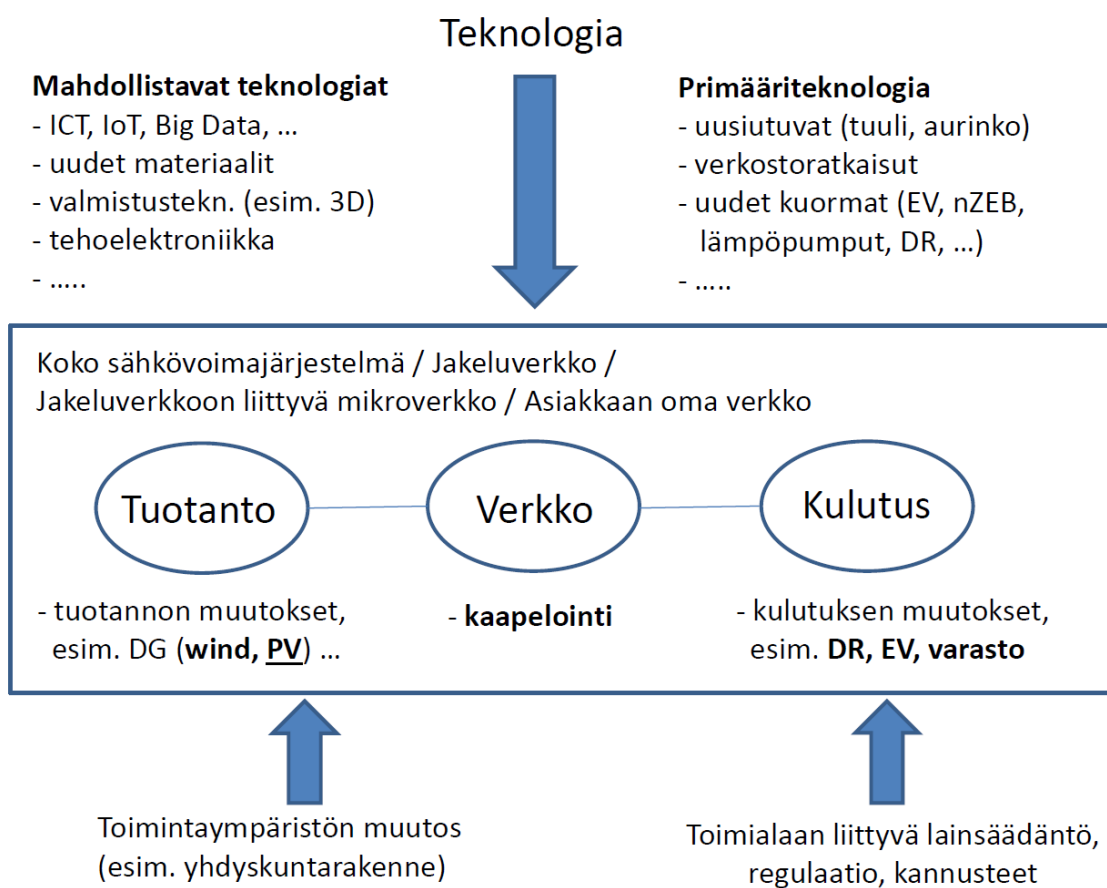 Teknologia
Mahdollistavat teknologiat
- ICT, IoT, Big Data, ...
- uudet materiaalit
- valmistustekn. (esim. 3D)
- tehoelektroniikka
- .....
Primääriteknologia
- uusiutuvat (tuuli, aurinko)
- verkostoratkaisut
- uudet kuormat (EV, nZEB,
lämpöpumput, DR, ...)
- .....
Koko sähkövoimajärjestelmä / Jakeluverkko /
Jakeluverkkoon liittyvä mikroverkko / Asiakkaan oma verkko
Tuotanto
Verkko
Kulutus
- tuotannon muutokset,
esim. DG (wind, PV) ...
- kaapelointi
- kulutuksen muutokset,
esim. DR, EV, varasto
Toimintaympäristön muutos
(esim. yhdyskuntarakenne)
Toimialaan liittyvä lainsäädäntö,
regulaatio, kannusteet